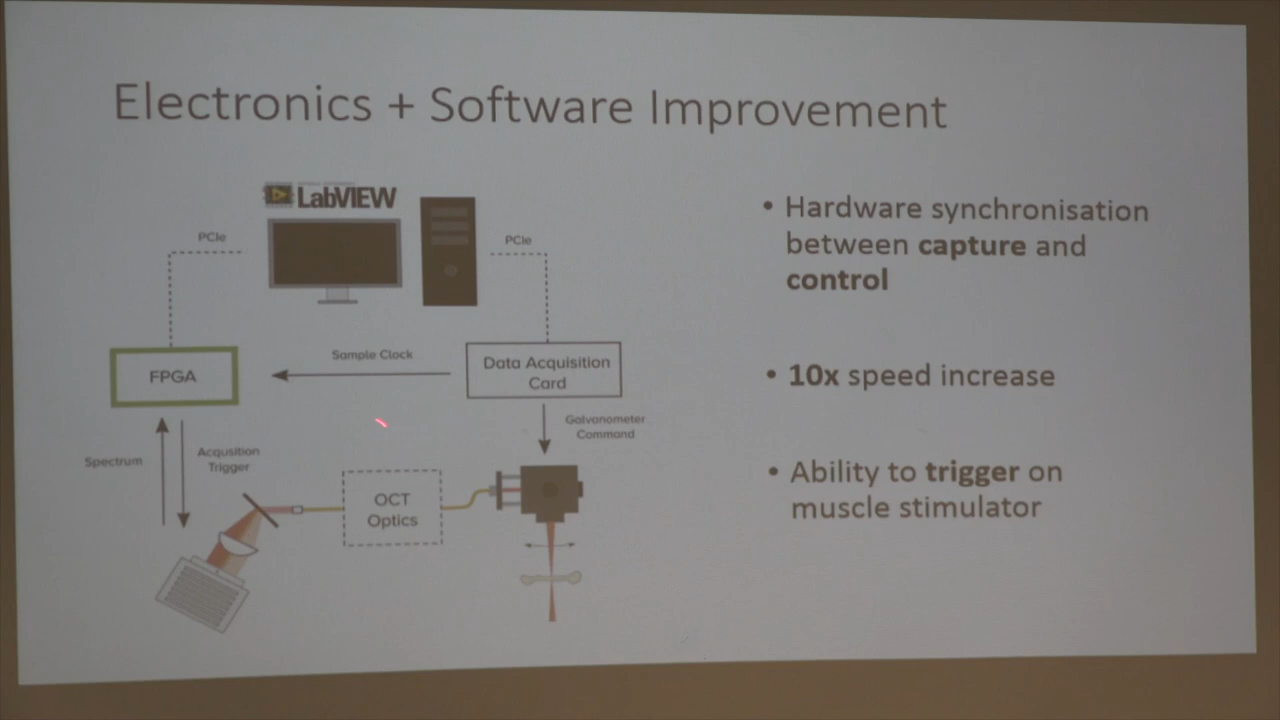 Electronics + Software Improvement
LabVIEW
PCIe
PCIe
FPGA
Sample Clock
Data Acquisition
Card
Galvanometer
Command
Spectrum
Acqusition
Trigger
OCT
Optics
• Hardware synchronisation
between capture and
control
• 10x speed increase
• Ability to trigger on
muscle stimulator